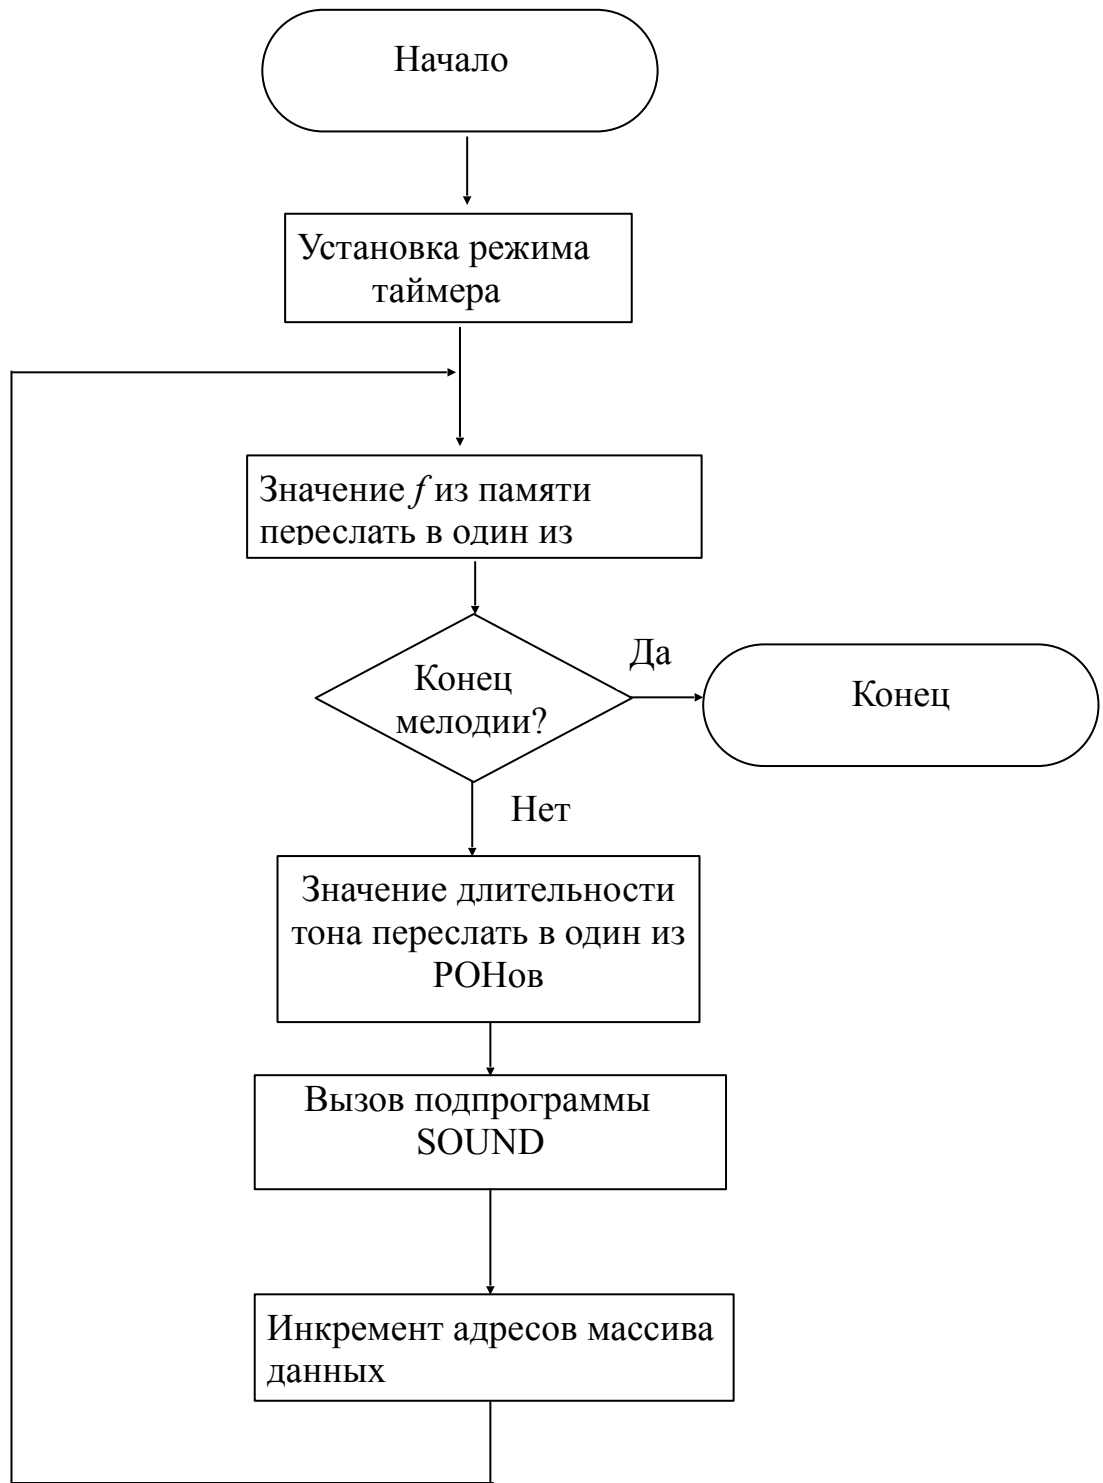 Начало
Установка режима
таймера
Значение f из памяти
переслать в один из
Конец
мелодии?
Да
Конец
Нет
Значение длительности
тона переслать в один из
РОНов
Вызов подпрограммы
SOUND
Инкремент адресов массива
данных